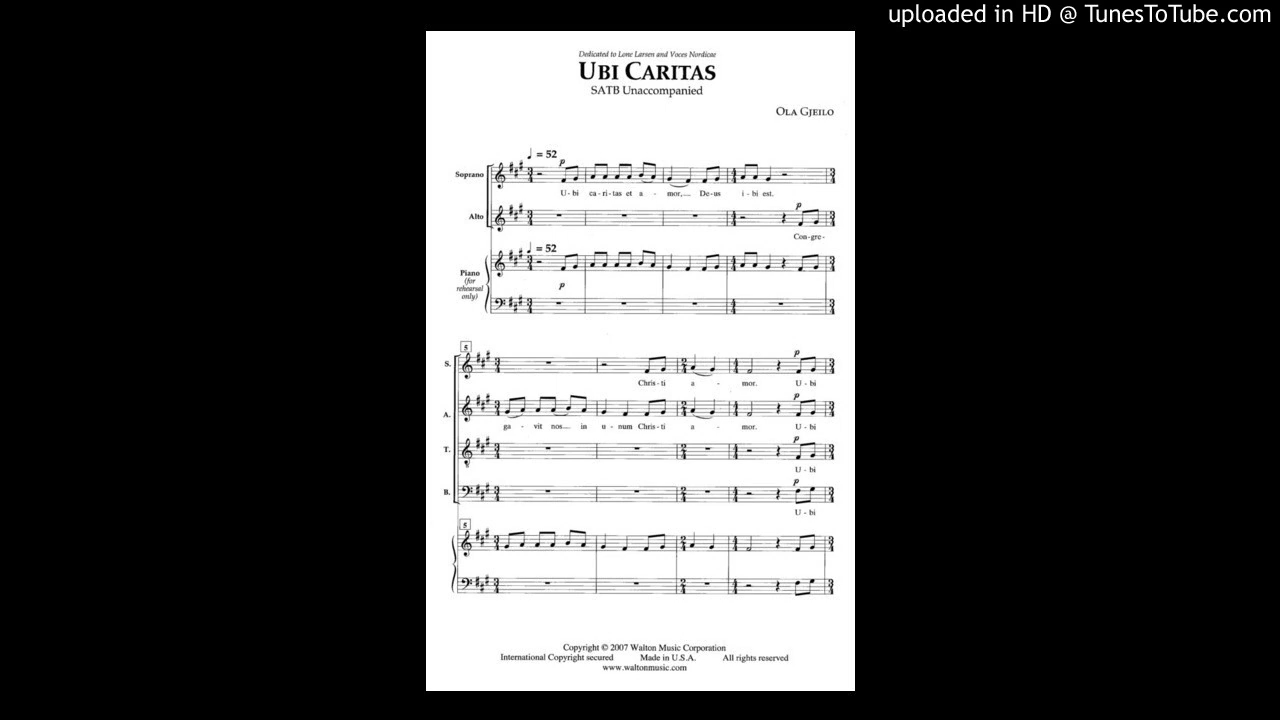 uploaded in HD @ TunesToTube.com
Dedicated to Lone Larsen and Voces Nordicae
UBI CARITAS
SATB Unaccompanied
OLA GJEILO
♩ = 52
p
Soprano
U - bi ca - ri - tas et a - mor,.... De - us i - bi est.
Alto
p
Con - gre -
♩ = 52
Piano
(for
rehearsal
only)
p
5
S.
p
Chris - ti a - mor. U - bi
A.
p
ga - vit nos.... in u - num Chris - ti a - mor. U - bi
T.
p
U - bi
B.
p
U - bi
5
Copyright © 2007 Walton Music Corporation
International Copyright secured Made in U.S.A. All rights reserved
www.waltonmusic.com